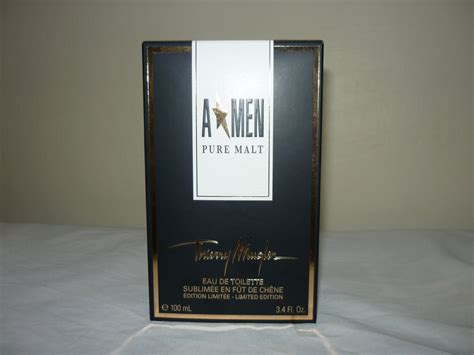 A★MEN
PURE MALT
Thierry Mugler
EAU DE TOILETTE
SUBLIMÉE EN FÛT DE CHÊNE
ÉDITION LIMITÉE - LIMITED EDITION
e 100 mL 3.4 Fl. Oz.